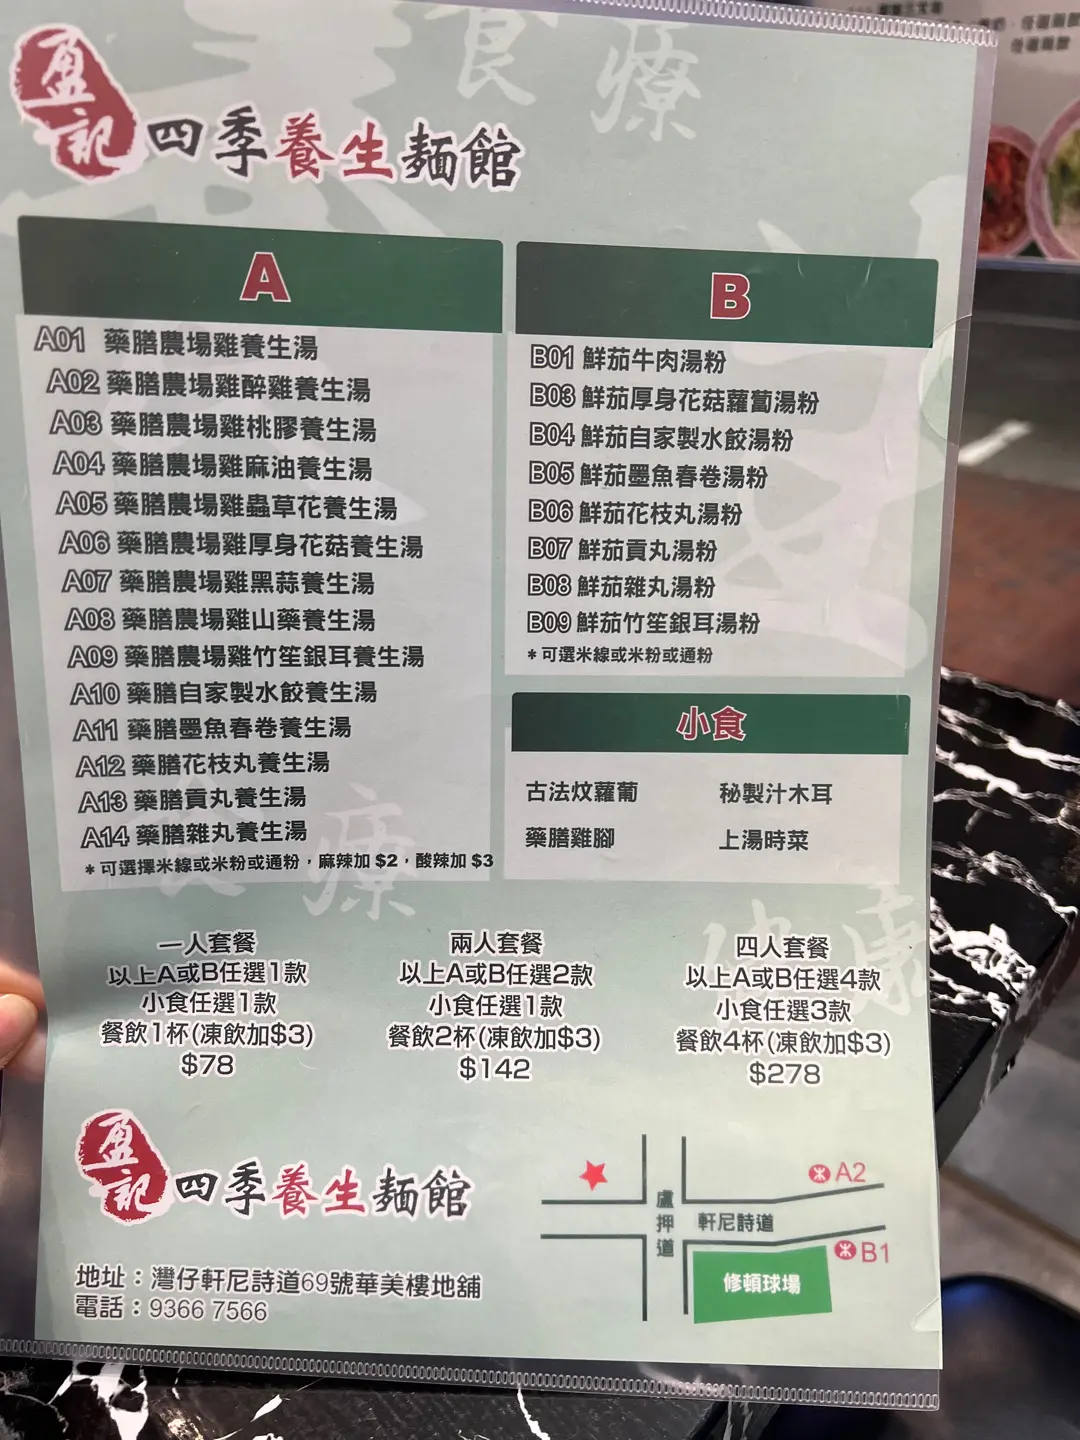 食療
盈記
四季養生麵館
A
A01 藥膳農場雞養生湯
A02 藥膳農場雞醉雞養生湯
A03 藥膳農場雞桃膠養生湯
A04 藥膳農場雞麻油養生湯
A05 藥膳農場雞蟲草花養生湯
A06 藥膳農場雞厚身花菇養生湯
A07 藥膳農場雞黑蒜養生湯
A08 藥膳農場雞山藥養生湯
A09 藥膳農場雞竹笙銀耳養生湯
A10 藥膳自家製水餃養生湯
A11 藥膳墨魚春卷養生湯
A12 藥膳花枝丸養生湯
A13 藥膳貢丸養生湯
A14 藥膳雜丸養生湯
*可選擇米線或米粉或通粉，麻辣加 $2，酸辣加 $3
B
B01 鮮茄牛肉湯粉
B03 鮮茄厚身花菇蘿蔔湯粉
B04 鮮茄自家製水餃湯粉
B05 鮮茄墨魚春卷湯粉
B06 鮮茄花枝丸湯粉
B07 鮮茄貢丸湯粉
B08 鮮茄雜丸湯粉
B09 鮮茄竹笙銀耳湯粉
*可選米線或米粉或通粉
小食
古法炆蘿蔔 秘製汁木耳
藥膳雞腳 上湯時菜
食療
健康
一人套餐
以上A或B任選1款
小食任選1款
餐飲1杯(凍飲加$3)
$78
兩人套餐
以上A或B任選2款
小食任選1款
餐飲2杯(凍飲加$3)
$142
四人套餐
以上A或B任選4款
小食任選3款
餐飲4杯(凍飲加$3)
$278
盈記
四季養生麵館
地址：灣仔軒尼詩道69號華美樓地舖
電話：9366 7566
盧押道
軒尼詩道
A2
B1
修頓球場